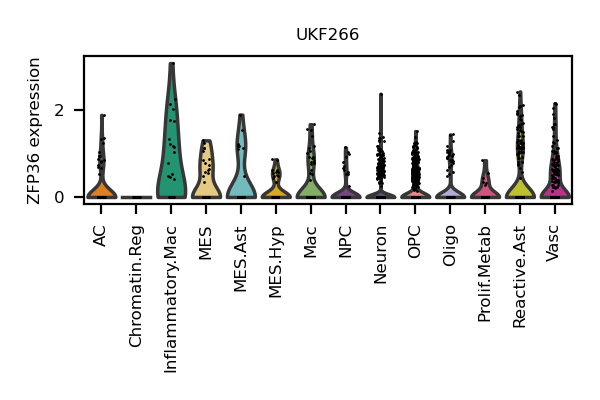 UKF266
ZFP36 expression
2
0
AC
Chromatin.Reg
Inflammatory.Mac
MES
MES.Ast
MES.Hyp
Mac
NPC
Neuron
OPC
Oligo
Prolif.Metab
Reactive.Ast
Vasc